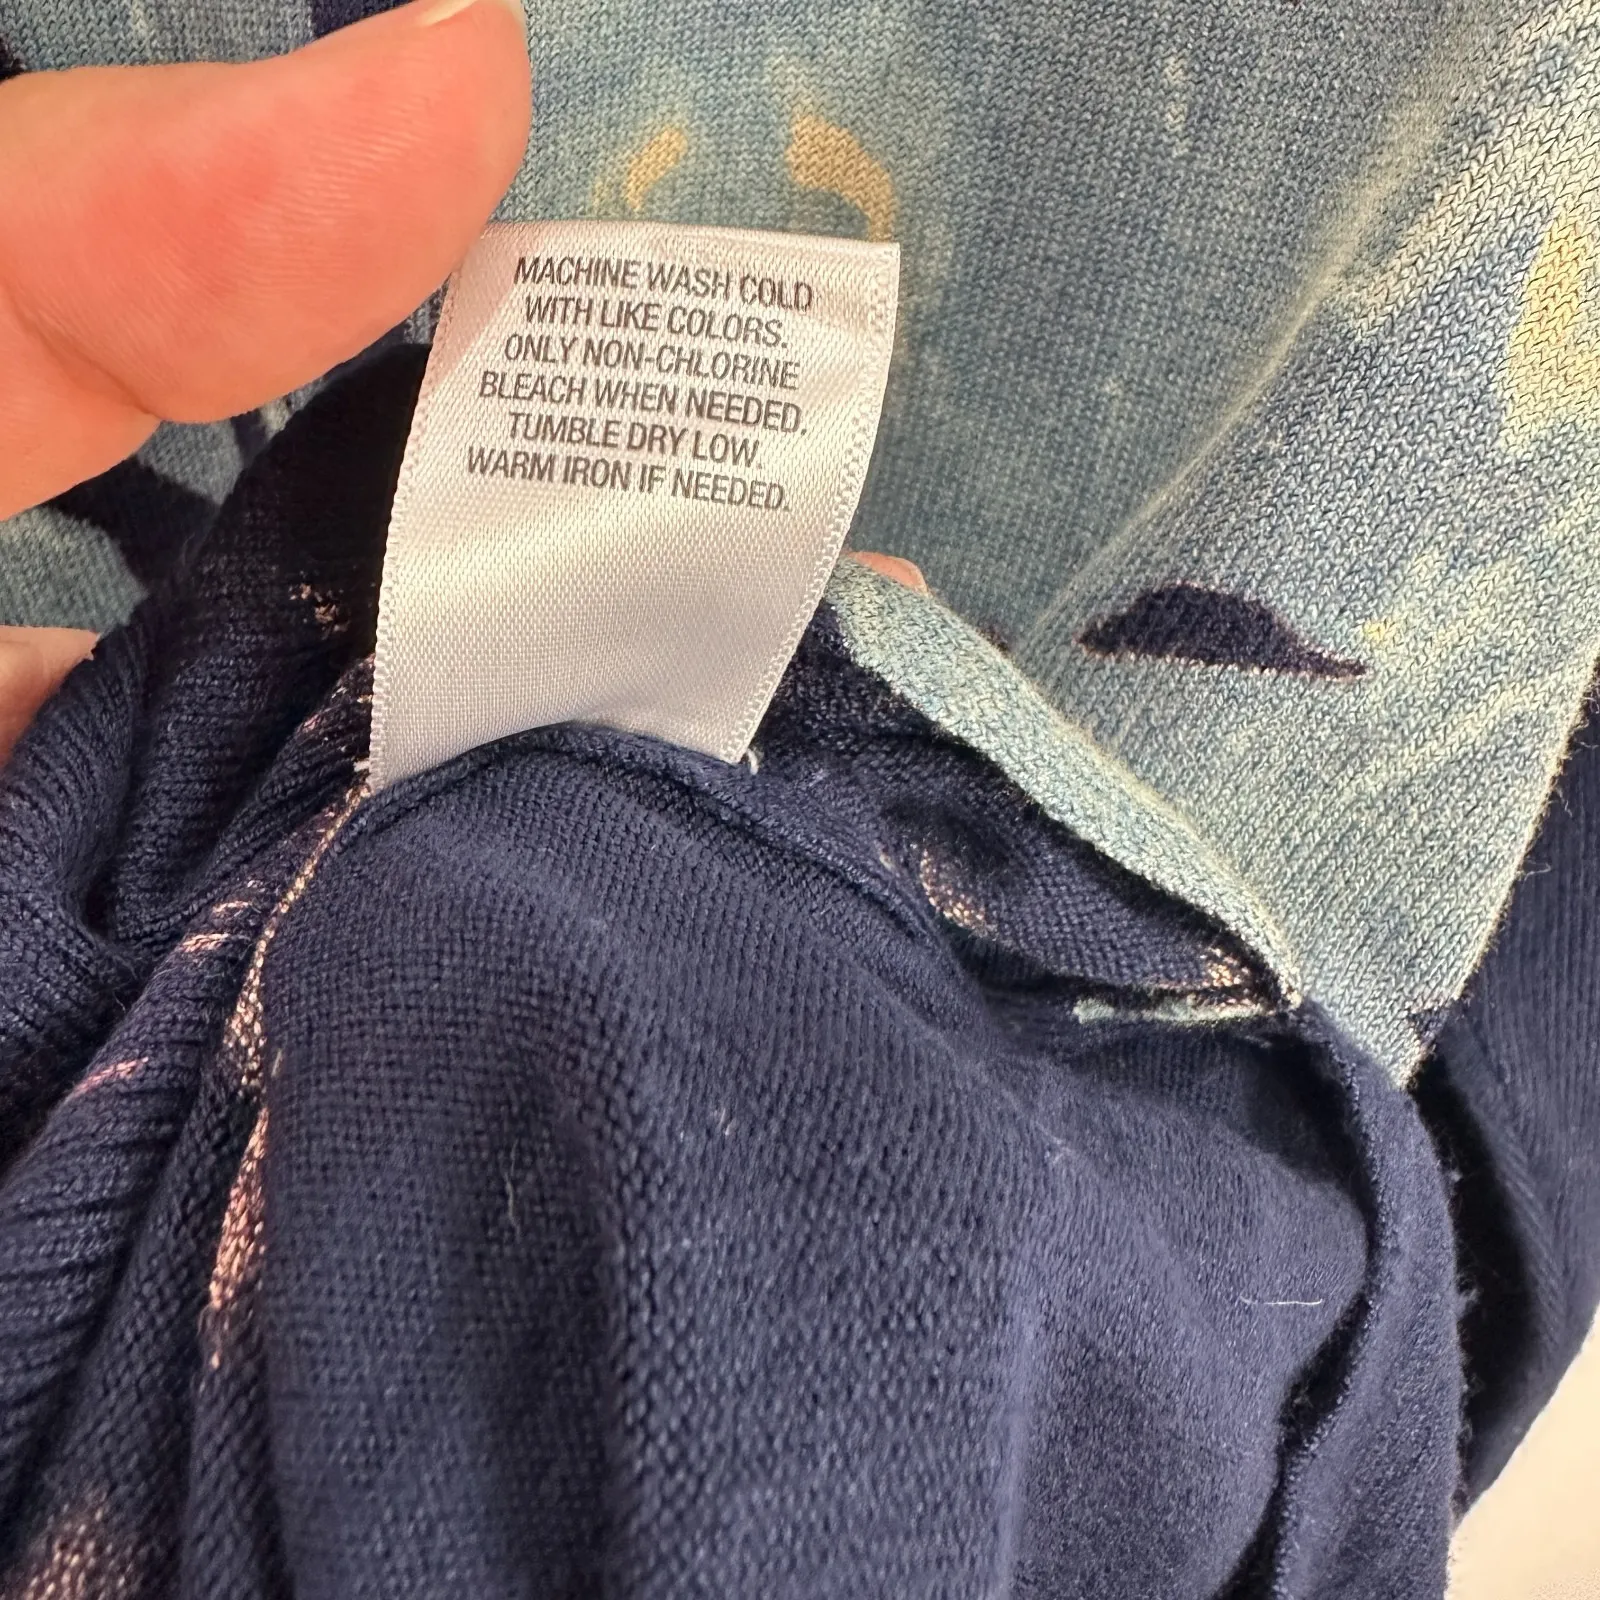 MACHINE WASH COLD
WITH LIKE COLORS.
ONLY NON-CHLORINE
BLEACH WHEN NEEDED.
TUMBLE DRY LOW.
WARM IRON IF NEEDED.